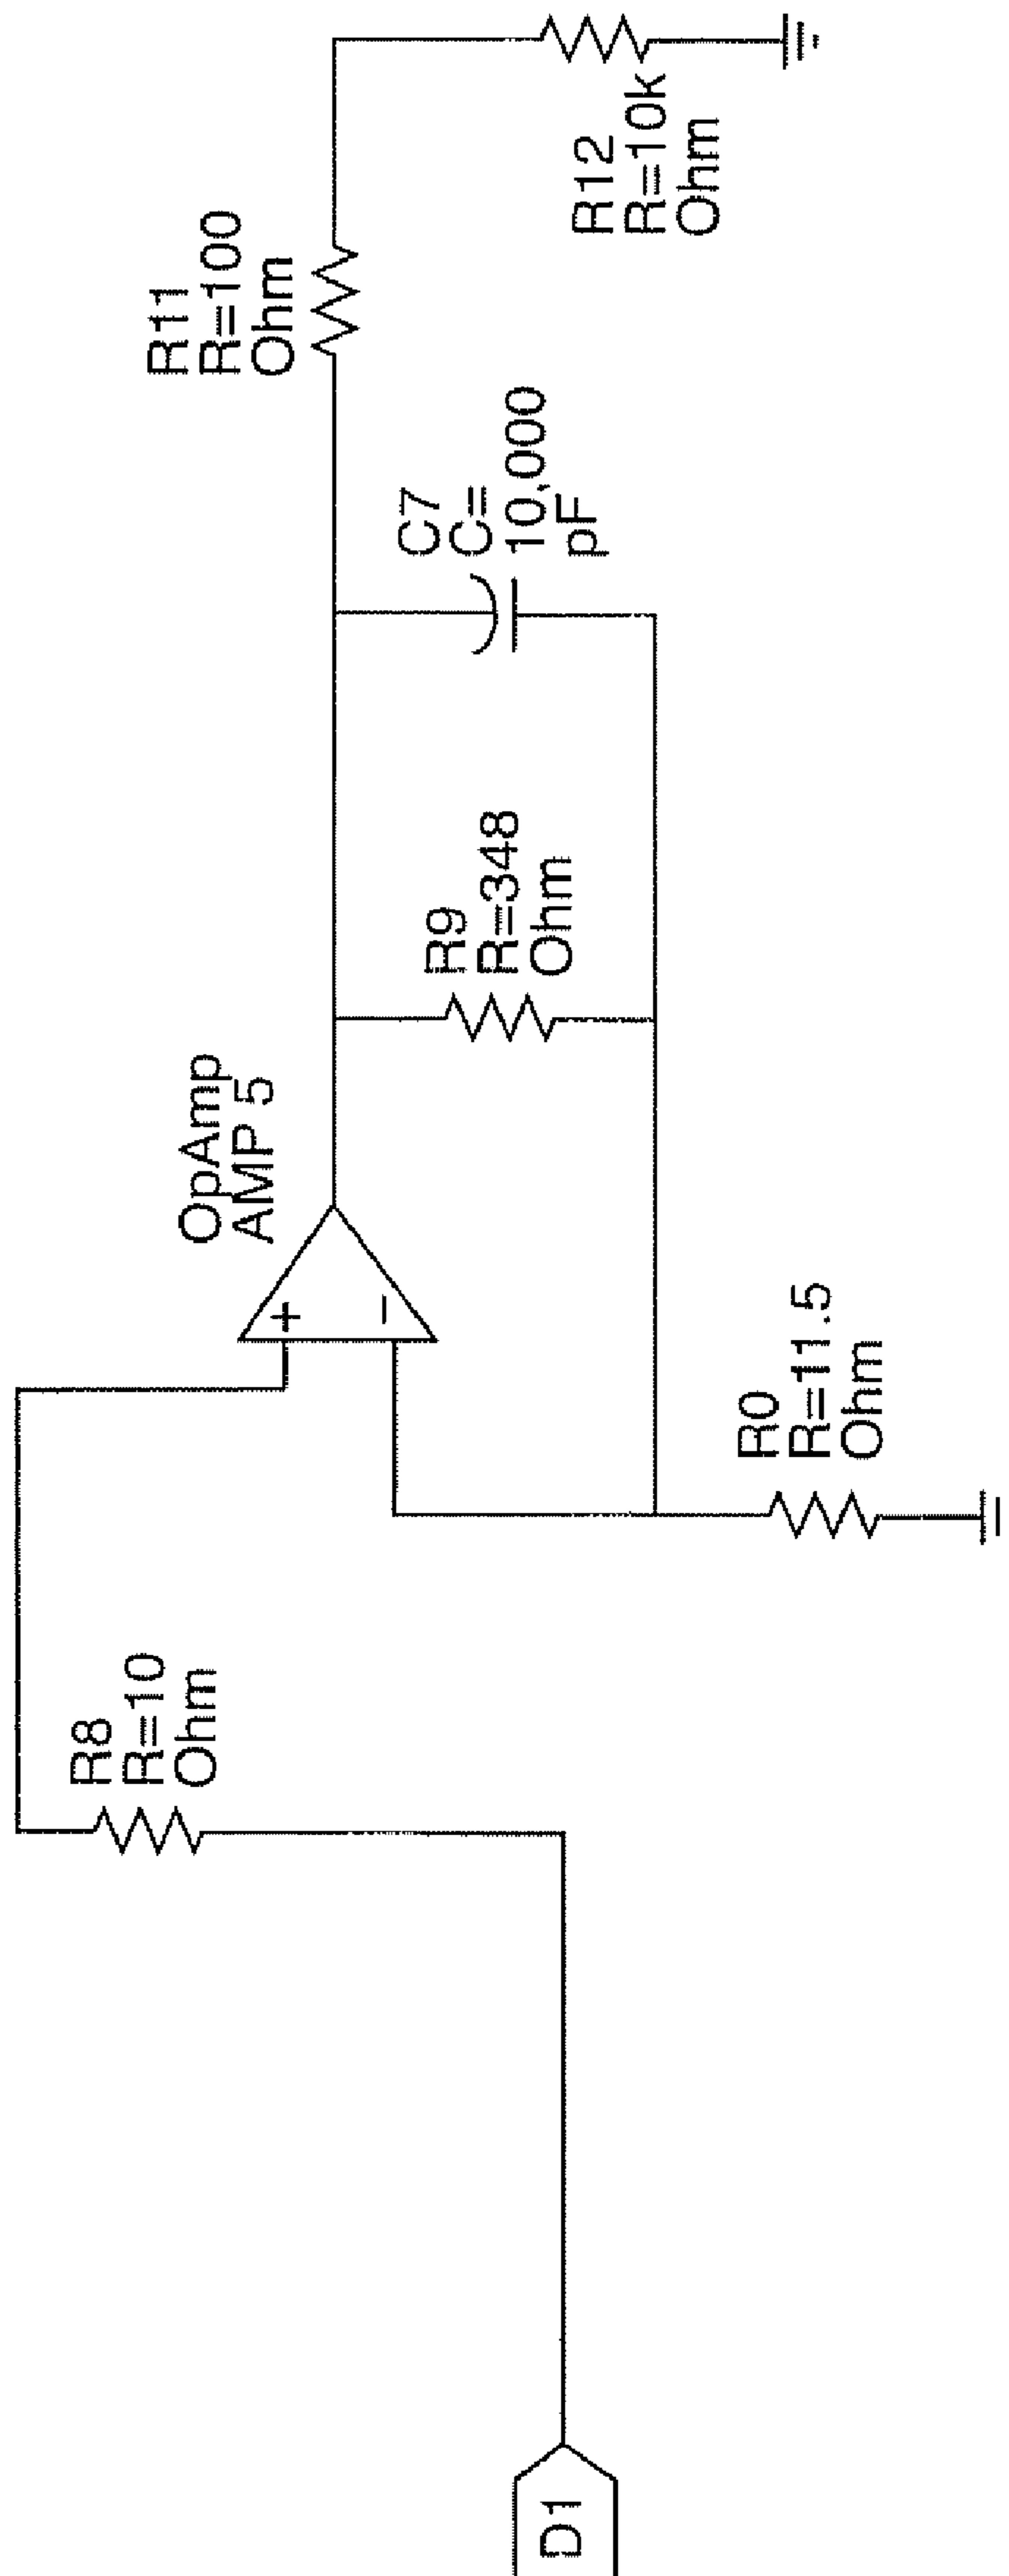 D1
R8
R=10
Ohm
OpAmp
AMP 5
+
−
R0
R=11.5
Ohm
R9
R=348
Ohm
C7
C=
10,000
pF
R11
R=100
Ohm
R12
R=10k
Ohm